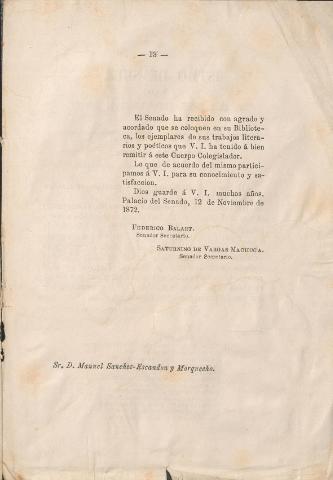 — 12 —
El Senado ha recibido con agrado y
acordado que se coloquen en su Bibliote-
ca, los ejemplares de sus trabajos litera-
rios y poéticos que V. I. ha tenido á bien
remitir á este Cuerpo Colegislador.
Lo que de acuerdo del mismo partici-
pamos á V. I. para su conocimiento y sa-
tisfaccion.
Dios guarde á V. I. muchos años.
Palacio del Senado, 12 de Noviembre de
1872.
Federico Balart.
Senador Secretario.
Saturnino de Vargas Machuca.
Senador Secretario.
Sr. D. Manuel Sanchez-Escandon y Morquecho.